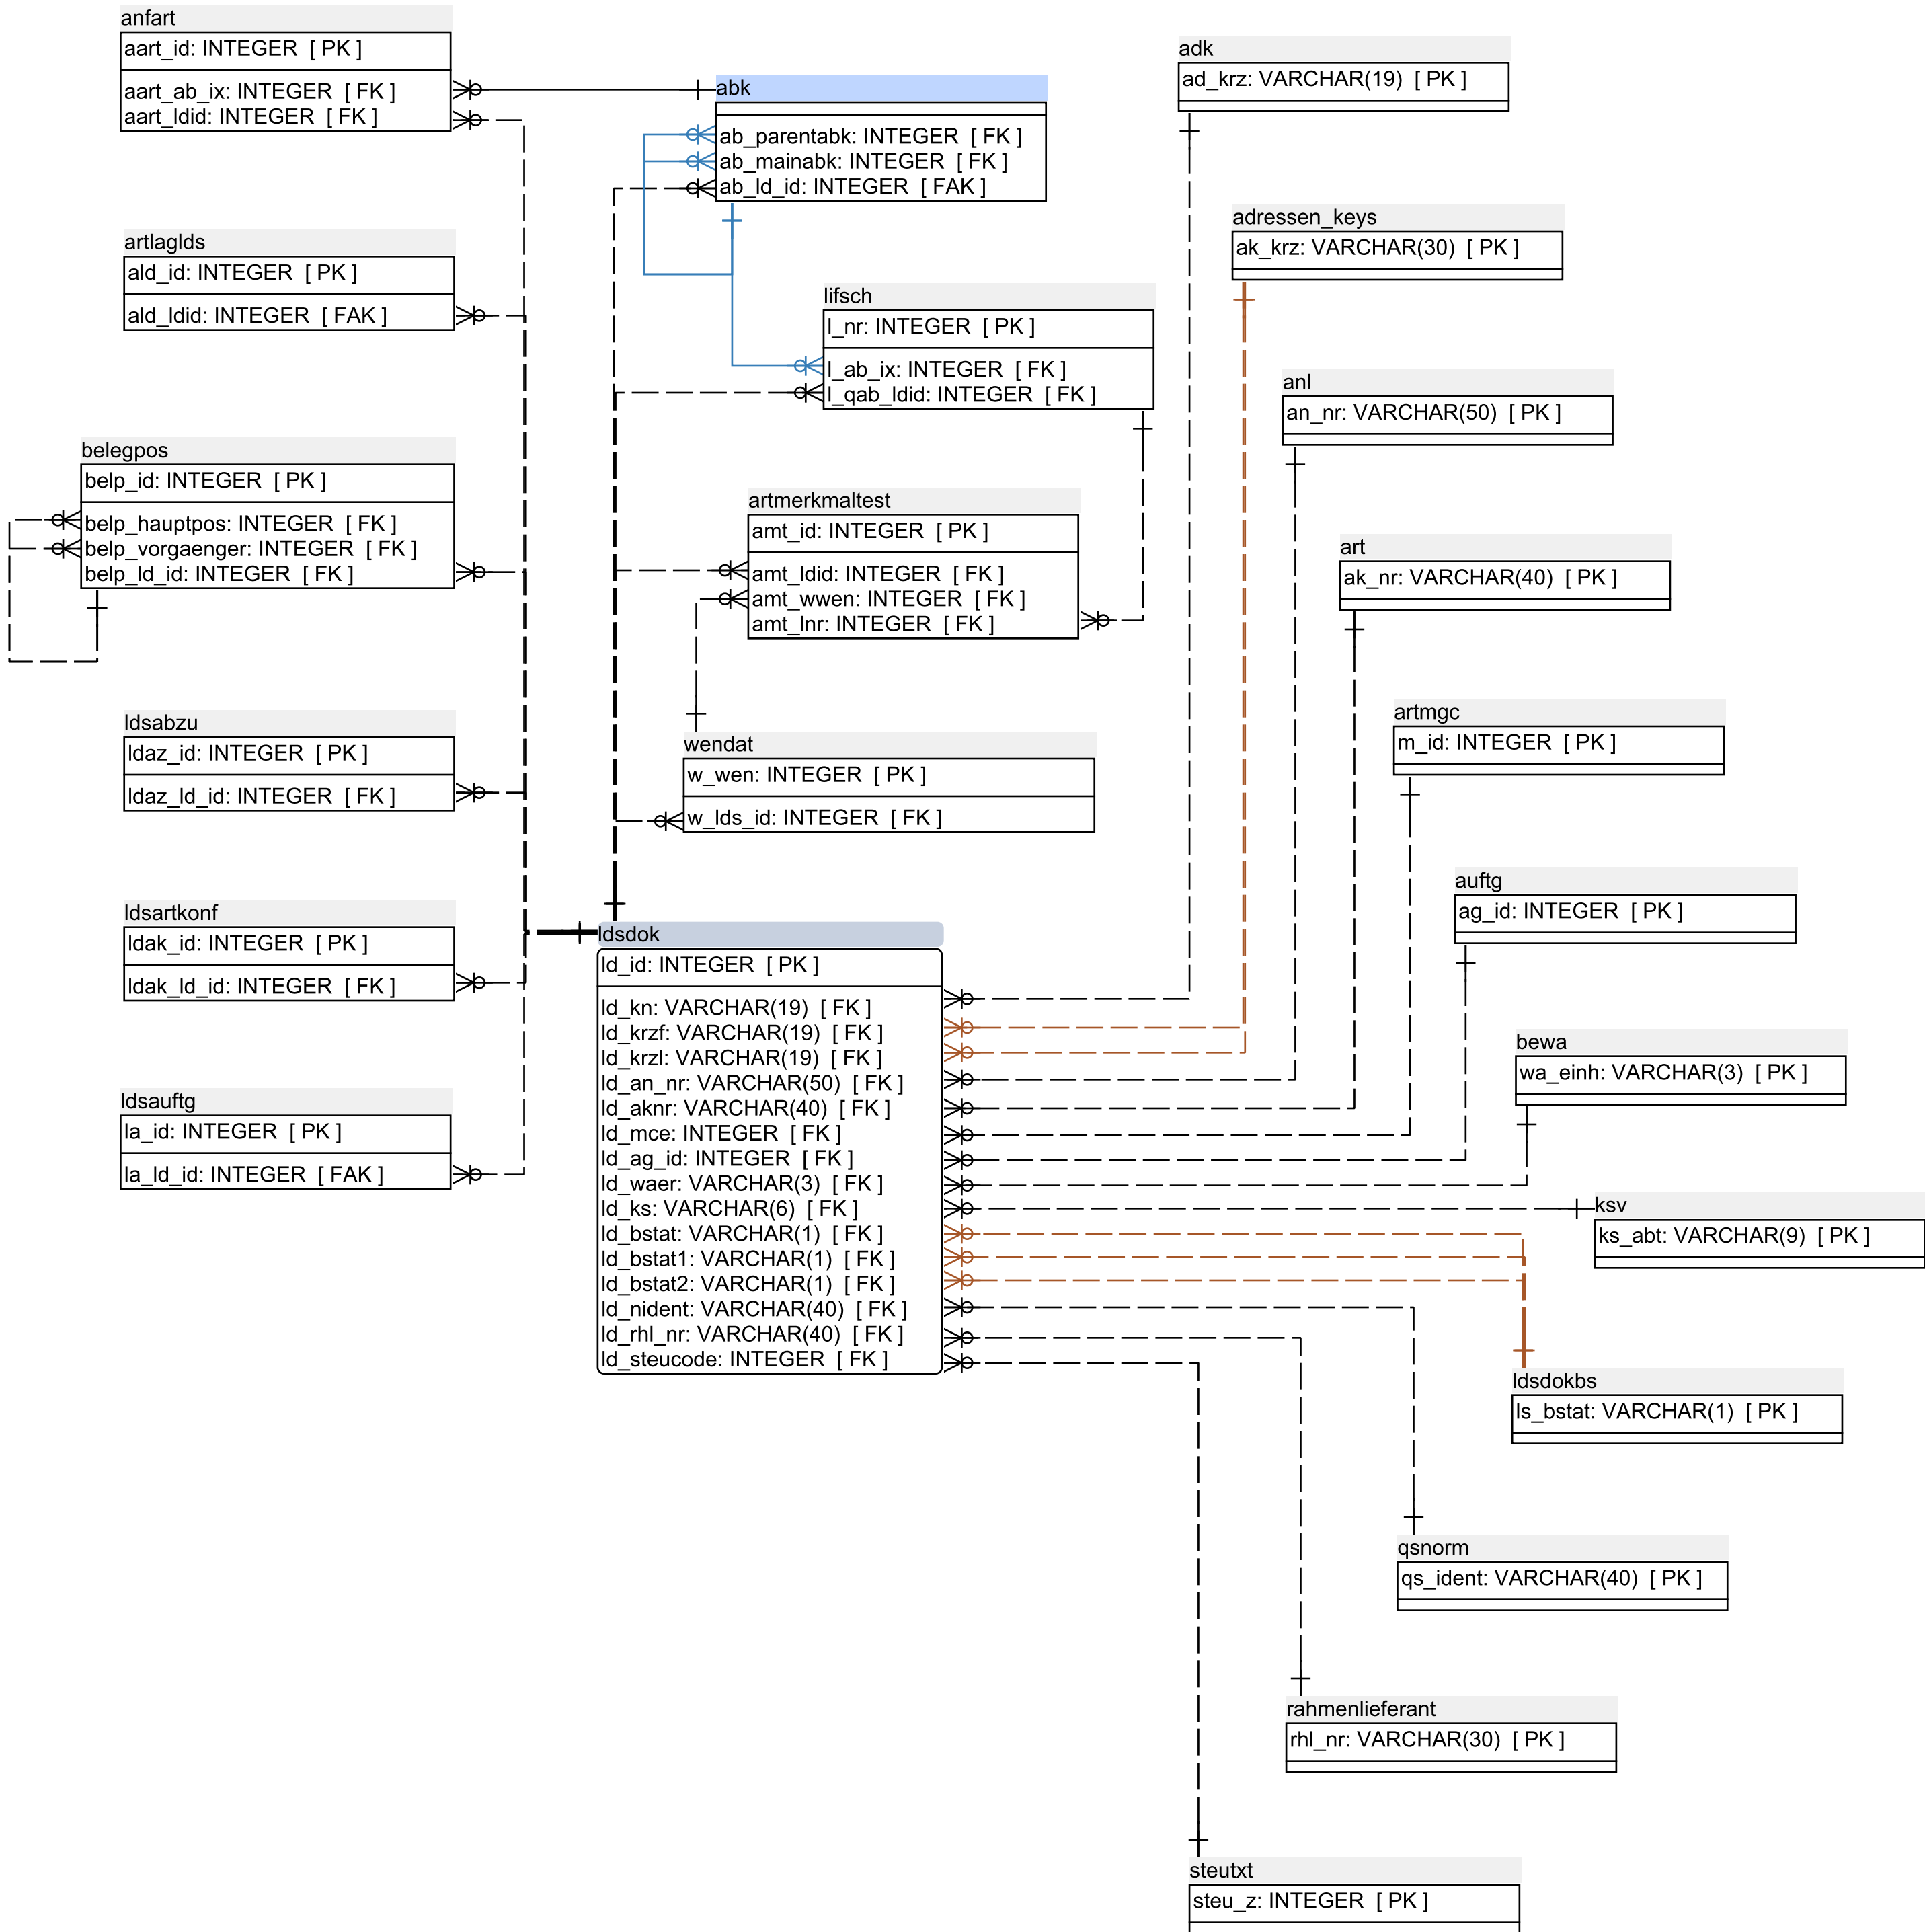 anfart
aart_id: INTEGER  [ PK ]
aart_ab_ix: INTEGER  [ FK ]
aart_ldid: INTEGER  [ FK ]
abk
ab_parentabk: INTEGER  [ FK ]
ab_mainabk: INTEGER  [ FK ]
ab_ld_id: INTEGER  [ FAK ]
adk
ad_krz: VARCHAR(19)  [ PK ]
adressen_keys
ak_krz: VARCHAR(30)  [ PK ]
artlaglds
ald_id: INTEGER  [ PK ]
ald_ldid: INTEGER  [ FAK ]
lifsch
l_nr: INTEGER  [ PK ]
l_ab_ix: INTEGER  [ FK ]
l_qab_ldid: INTEGER  [ FK ]
anl
an_nr: VARCHAR(50)  [ PK ]
belegpos
belp_id: INTEGER  [ PK ]
belp_hauptpos: INTEGER  [ FK ]
belp_vorgaenger: INTEGER  [ FK ]
belp_ld_id: INTEGER  [ FK ]
artmerkmaltest
amt_id: INTEGER  [ PK ]
amt_ldid: INTEGER  [ FK ]
amt_wwen: INTEGER  [ FK ]
amt_lnr: INTEGER  [ FK ]
art
ak_nr: VARCHAR(40)  [ PK ]
artmgc
m_id: INTEGER  [ PK ]
ldsabzu
ldaz_id: INTEGER  [ PK ]
ldaz_ld_id: INTEGER  [ FK ]
wendat
w_wen: INTEGER  [ PK ]
w_lds_id: INTEGER  [ FK ]
auftg
ag_id: INTEGER  [ PK ]
ldsartkonf
ldak_id: INTEGER  [ PK ]
ldak_ld_id: INTEGER  [ FK ]
ldsdok
ld_id: INTEGER  [ PK ]
ld_kn: VARCHAR(19)  [ FK ]
ld_krzf: VARCHAR(19)  [ FK ]
ld_krzl: VARCHAR(19)  [ FK ]
ld_an_nr: VARCHAR(50)  [ FK ]
ld_aknr: VARCHAR(40)  [ FK ]
ld_mce: INTEGER  [ FK ]
ld_ag_id: INTEGER  [ FK ]
ld_waer: VARCHAR(3)  [ FK ]
ld_ks: VARCHAR(6)  [ FK ]
ld_bstat: VARCHAR(1)  [ FK ]
ld_bstat1: VARCHAR(1)  [ FK ]
ld_bstat2: VARCHAR(1)  [ FK ]
ld_nident: VARCHAR(40)  [ FK ]
ld_rhl_nr: VARCHAR(40)  [ FK ]
ld_steucode: INTEGER  [ FK ]
bewa
wa_einh: VARCHAR(3)  [ PK ]
ldsauftg
la_id: INTEGER  [ PK ]
la_ld_id: INTEGER  [ FAK ]
ksv
ks_abt: VARCHAR(9)  [ PK ]
ldsdokbs
ls_bstat: VARCHAR(1)  [ PK ]
qsnorm
qs_ident: VARCHAR(40)  [ PK ]
rahmenlieferant
rhl_nr: VARCHAR(30)  [ PK ]
steutxt
steu_z: INTEGER  [ PK ]